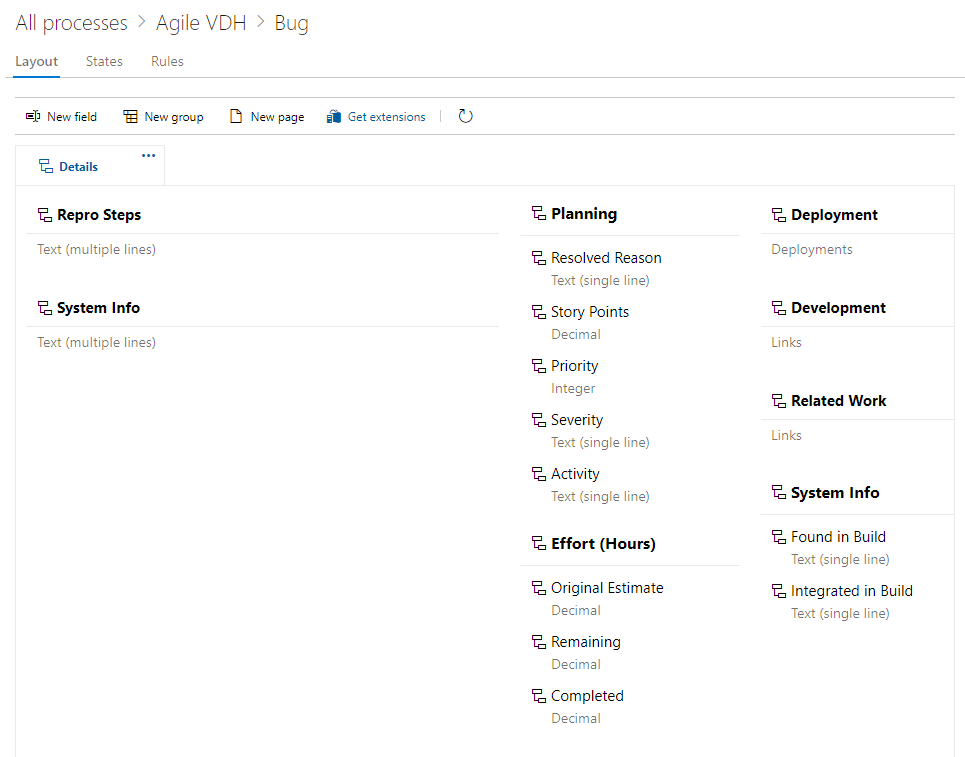 All processes > Agile VDH > Bug
Layout States Rules
New field New group New page Get extensions
Details
Repro Steps
Text (multiple lines)
System Info
Text (multiple lines)
Planning
Resolved Reason
Text (single line)
Story Points
Decimal
Priority
Integer
Severity
Text (single line)
Activity
Text (single line)
Effort (Hours)
Original Estimate
Decimal
Remaining
Decimal
Completed
Decimal
Deployment
Deployments
Development
Links
Related Work
Links
System Info
Found in Build
Text (single line)
Integrated in Build
Text (single line)